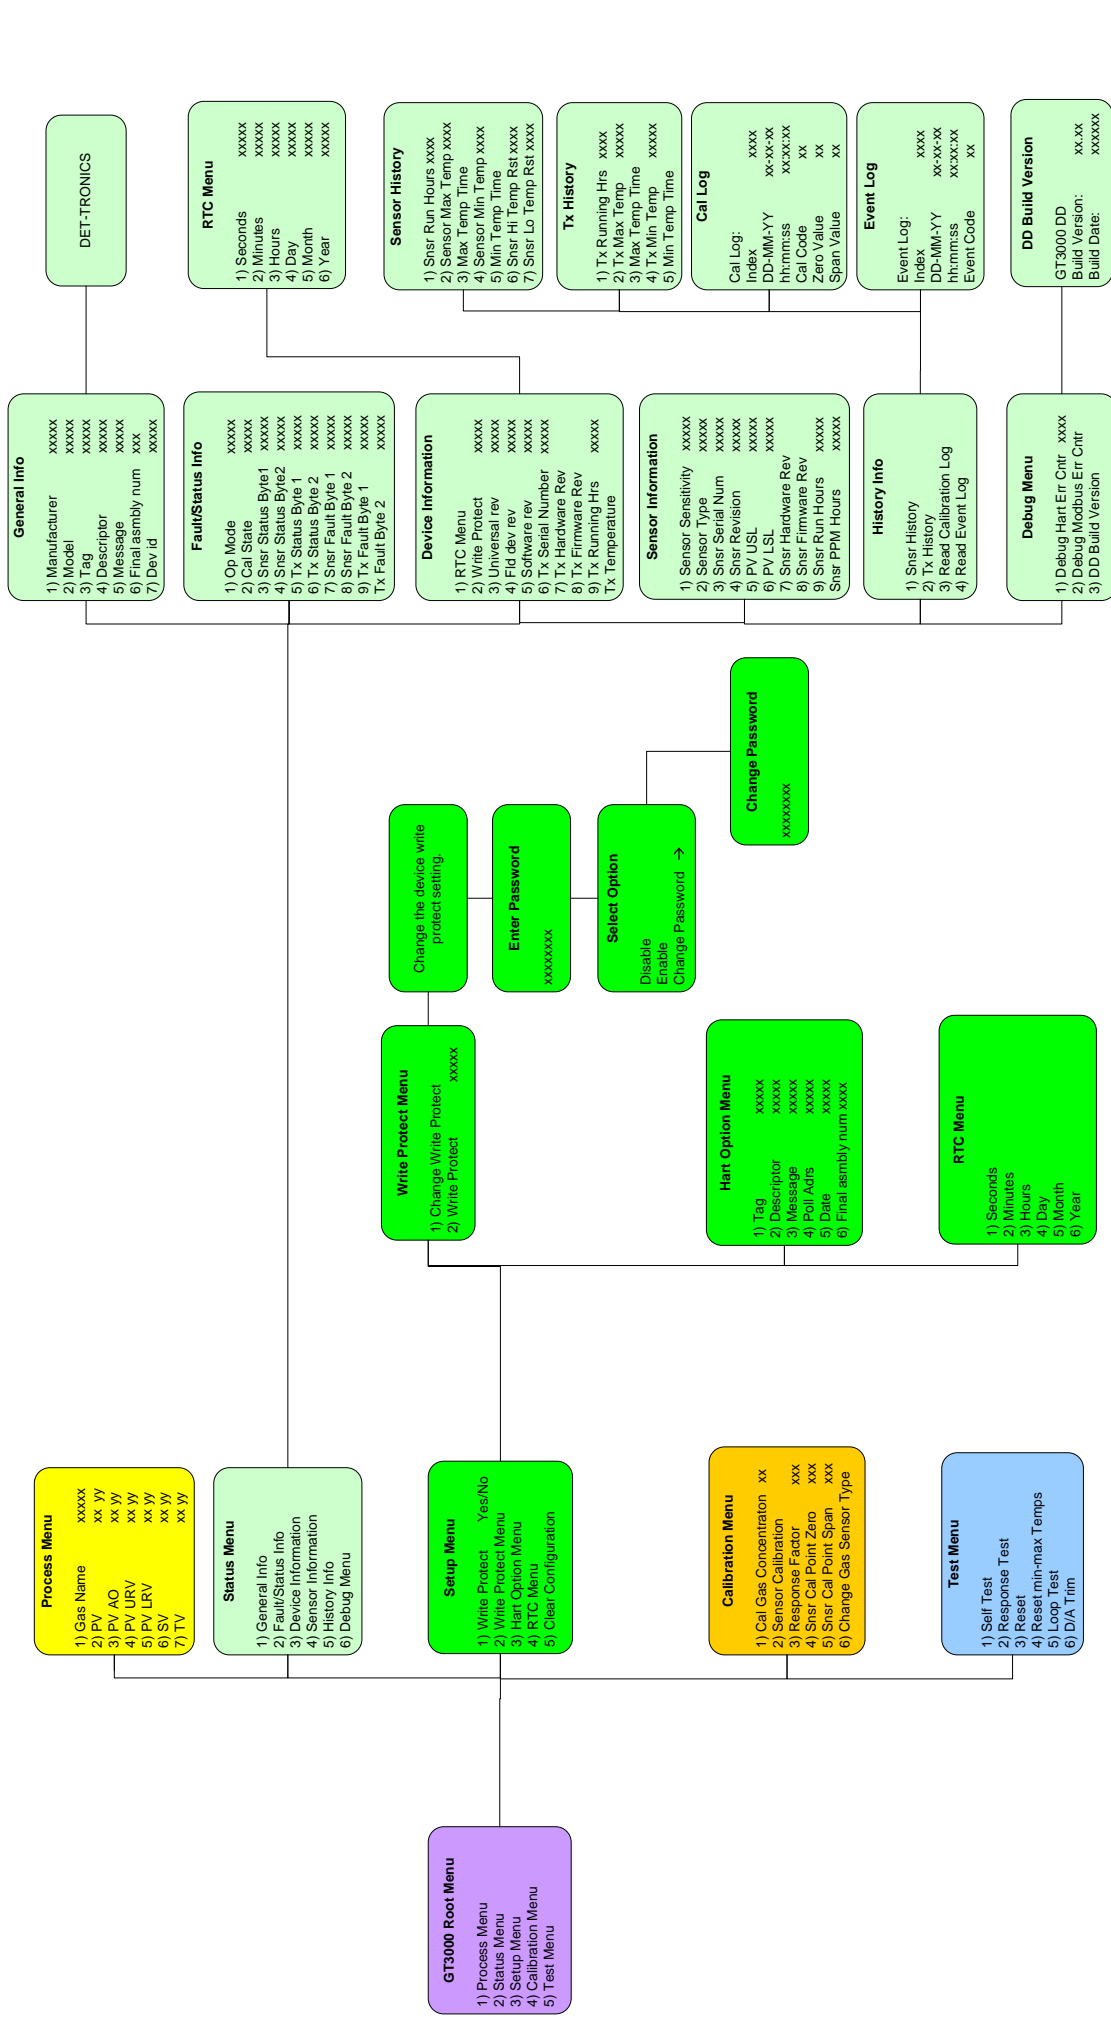 GT3000 Root Menu
1) Process Menu
2) Status Menu
3) Setup Menu
4) Calibration Menu
5) Test Menu
Process Menu
1) Gas Name xxxxx
2) PV xx yy
3) PV AO xx yy
4) PV URV xx yy
5) PV LRV xx yy
6) SV xx yy
7) TV xx yy
Status Menu
1) General Info
2) Fault/Status Info
3) Device Information
4) Sensor Information
5) History Info
6) Debug Menu
Setup Menu
1) Write Protect Yes/No
2) Write Protect Menu
3) Hart Option Menu
4) RTC Menu
5) Clear Configuration
Calibration Menu
1) Cal Gas Concentraton xx
2) Sensor Calibration
3) Response Factor xxx
4) Snsr Cal Point Zero xxx
5) Snsr Cal Point Span xxx
6) Change Gas Sensor Type
Test Menu
1) Self Test
2) Response Test
3) Reset
4) Reset min-max Temps
5) Loop Test
6) D/A Trim
Write Protect Menu
1) Change Write Protect
2) Write Protect xxxxx
Hart Option Menu
1) Tag xxxxx
2) Descriptor xxxxx
3) Message xxxxx
4) Poll Adrs xxxxx
5) Date xxxxx
6) Final asmbly num xxxx
RTC Menu
1) Seconds
2) Minutes
3) Hours
4) Day
5) Month
6) Year
Change the device write
protect setting.
Enter Password
xxxxxxxx
Select Option
Disable
Enable
Change Password →
Change Password
xxxxxxxx
General Info
1) Manufacturer xxxxx
2) Model xxxxx
3) Tag xxxxx
4) Descriptor xxxxx
5) Message xxxxx
6) Final assembly num xxx
7) Dev id xxxxx
Fault/Status Info
1) Op Mode xxxxx
2) Cal State xxxxx
3) Snsr Status Byte1 xxxxx
4) Snsr Status Byte2 xxxxx
5) Tx Status Byte 1 xxxxx
6) Tx Status Byte 2 xxxxx
7) Snsr Fault Byte 1 xxxxx
8) Snsr Fault Byte 2 xxxxx
9) Tx Fault Byte 1 xxxxx
Tx Fault Byte 2 xxxxx
Device Information
1) RTC Menu
2) Write Protect xxxxx
3) Universal rev xxxxx
4) Fld dev rev xxxxx
5) Software rev xxxxx
6) Tx Serial Number xxxxx
7) Tx Hardware Rev
8) Tx Firmware Rev
9) Tx Running Hrs xxxxx
Tx Temperature
Sensor Information
1) Sensor Sensitivity xxxxx
2) Sensor Type xxxxx
3) Snsr Serial Num xxxxx
4) Snsr Revision xxxxx
5) PV USL xxxxx
6) PV LSL xxxxx
7) Snsr Hardware Rev
8) Snsr Firmware Rev
9) Snsr Run Hours xxxxx
Snsr PPM Hours xxxxx
History Info
1) Snsr History
2) Tx History
3) Read Calibration Log
4) Read Event Log
Debug Menu
1) Debug Hart Err Cntr xxxx
2) Debug Modbus Err Cntr
3) DD Build Version
DET-TRONICS
RTC Menu
1) Seconds xxxxx
2) Minutes xxxxx
3) Hours xxxxx
4) Day xxxxx
5) Month xxxxx
6) Year xxxxx
Sensor History
1) Snsr Run Hours xxxx
2) Sensor Max Temp xxxx
3) Max Temp Time
4) Sensor Min Temp xxxx
5) Min Temp Time
6) Snsr Hi Temp Rst xxxx
7) Snsr Lo Temp Rst xxxx
Tx History
1) Tx Running Hrs xxxx
2) Tx Max Temp xxxxx
3) Max Temp Time
4) Tx Min Temp xxxxx
5) Min Temp Time
Cal Log
Cal Log:
Index xxxx
DD-MM-YY xx-xx-xx
hh:mm:ss xx:xx:xx
Cal Code xx
Zero Value xx
Span Value xx
Event Log
Event Log:
Index xxxx
DD-MM-YY xx-xx-xx
hh:mm:ss xx:xx:xx
Event Code xx
DD Build Version
GT3000 DD
Build Version: xx.xx
Build Date: xxxxxx